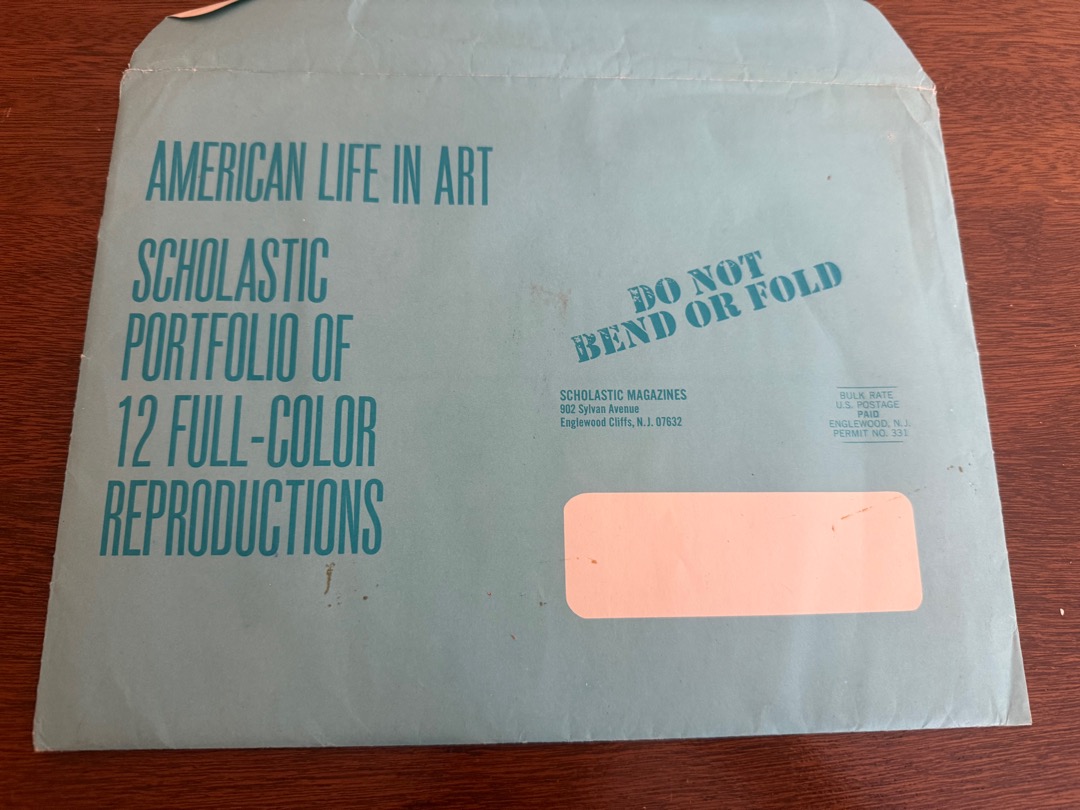 AMERICAN LIFE IN ART
SCHOLASTIC
PORTFOLIO OF
12 FULL-COLOR
REPRODUCTIONS
DO NOT
BEND OR FOLD
SCHOLASTIC MAGAZINES
902 Sylvan Avenue
Englewood Cliffs, N.J. 07632
BULK RATE
U.S. POSTAGE
PAID
ENGLEWOOD, N.J.
PERMIT NO. 331